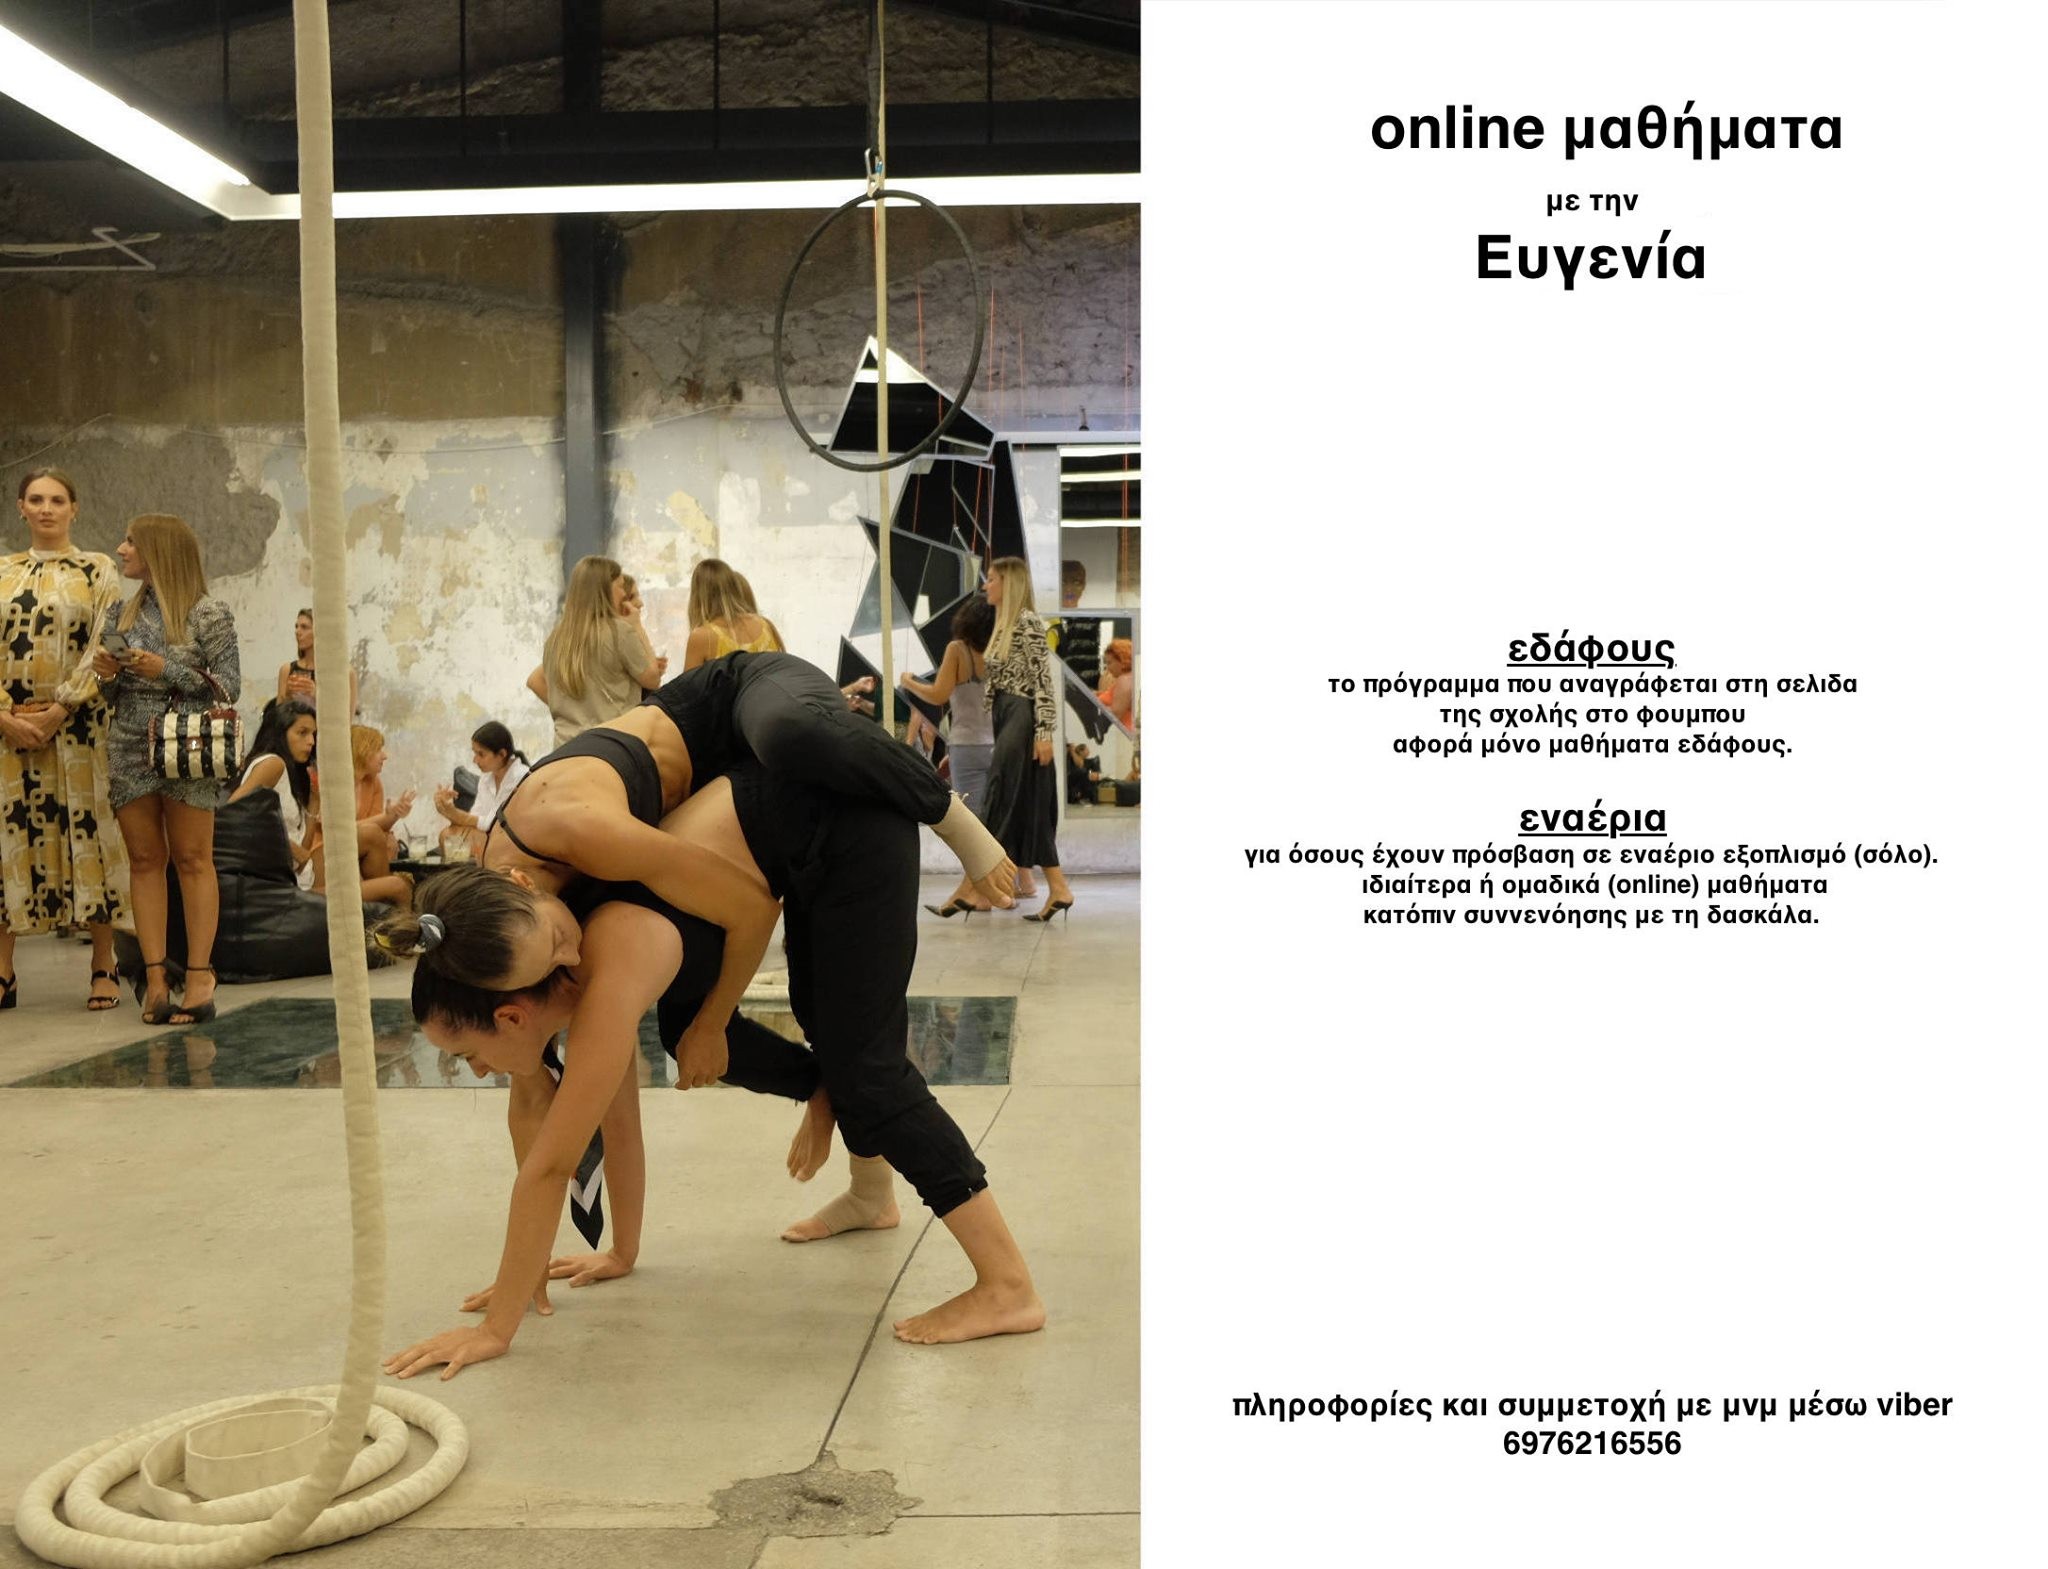 online μαθήματα
με την
Ευγενία
εδάφους
το πρόγραμμα που αναγράφεται στη σελιδα
της σχολής στο φουμπου
αφορά μόνο μαθήματα εδάφους.
εναέρια
για όσους έχουν πρόσβαση σε εναέριο εξοπλισμό (σόλο).
ιδιαίτερα ή ομαδικά (online) μαθήματα
κατόπιν συννενόησης με τη δασκάλα.
πληροφορίες και συμμετοχή με μνμ μέσω viber
6976216556